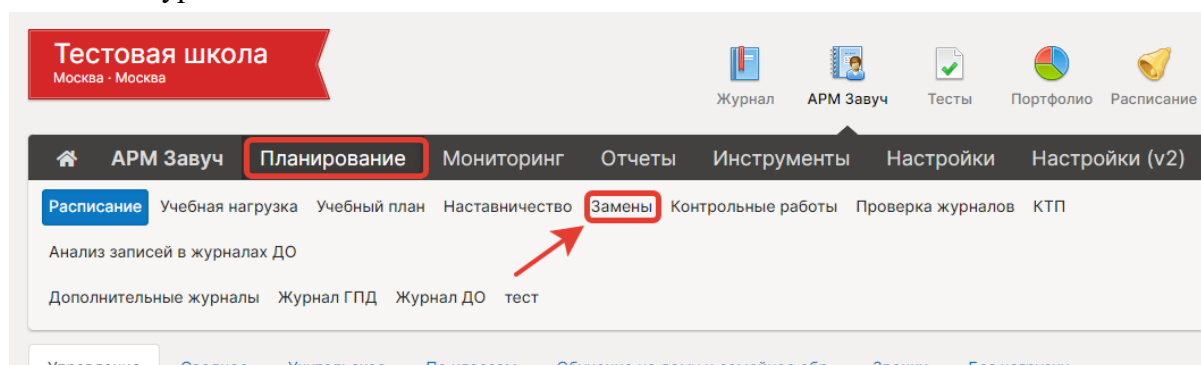 Тестовая школа
Москва · Москва
Журнал АРМ Завуч Тесты Портфолио Расписание
АРМ Завуч Планирование Мониторинг Отчеты Инструменты Настройки Настройки (v2)
Расписание Учебная нагрузка Учебный план Наставничество Замены Контрольные работы Проверка журналов КТП
Анализ записей в журналах ДО
Дополнительные журналы Журнал ГПД Журнал ДО тест